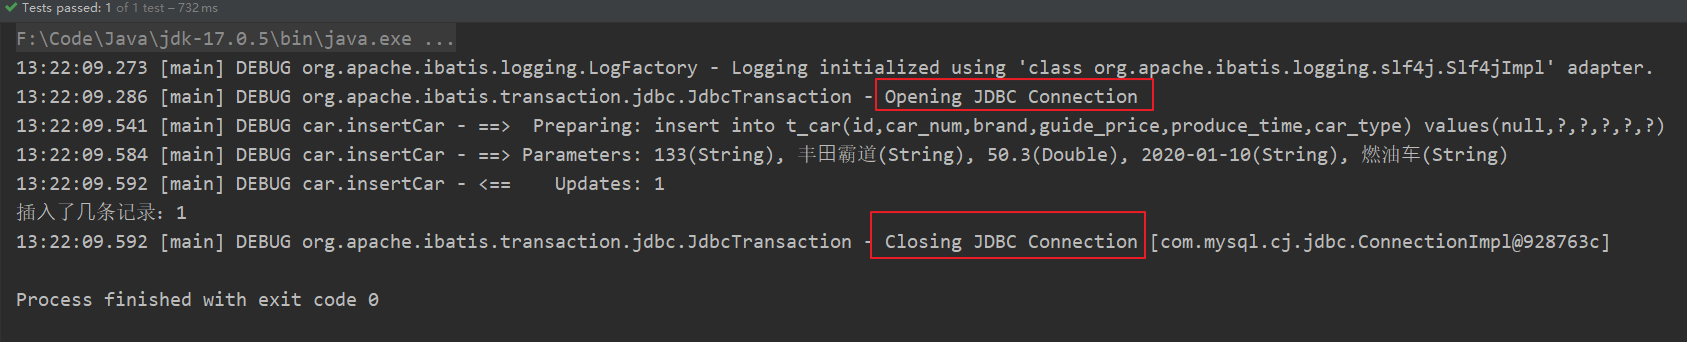 Tests passed: 1 of 1 test – 732 ms
F:\Code\Java\jdk-17.0.5\bin\java.exe ...
13:22:09.273 [main] DEBUG org.apache.ibatis.logging.LogFactory - Logging initialized using 'class org.apache.ibatis.logging.slf4j.Slf4jImpl' adapter.
13:22:09.286 [main] DEBUG org.apache.ibatis.transaction.jdbc.JdbcTransaction - Opening JDBC Connection
13:22:09.541 [main] DEBUG car.insertCar - ==>  Preparing: insert into t_car(id,car_num,brand,guide_price,produce_time,car_type) values(null,?,?,?,?,?)
13:22:09.584 [main] DEBUG car.insertCar - ==> Parameters: 133(String), 丰田霸道(String), 50.3(Double), 2020-01-10(String), 燃油车(String)
13:22:09.592 [main] DEBUG car.insertCar - <==    Updates: 1
插入了几条记录：1
13:22:09.592 [main] DEBUG org.apache.ibatis.transaction.jdbc.JdbcTransaction - Closing JDBC Connection [com.mysql.cj.jdbc.ConnectionImpl@928763c]
Process finished with exit code 0